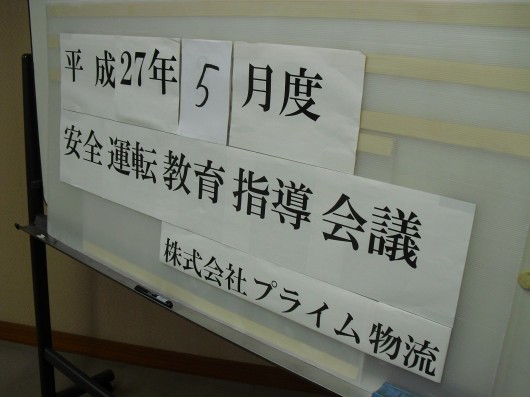 平成27年5月度
安全運転教育指導会議
株式会社プライム物流